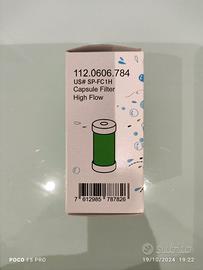 112.0606.784
US# SP-FC1H
Capsule Filter
High Flow
7 612985 787826
POCO F5 PRO
19/10/2024 19:22